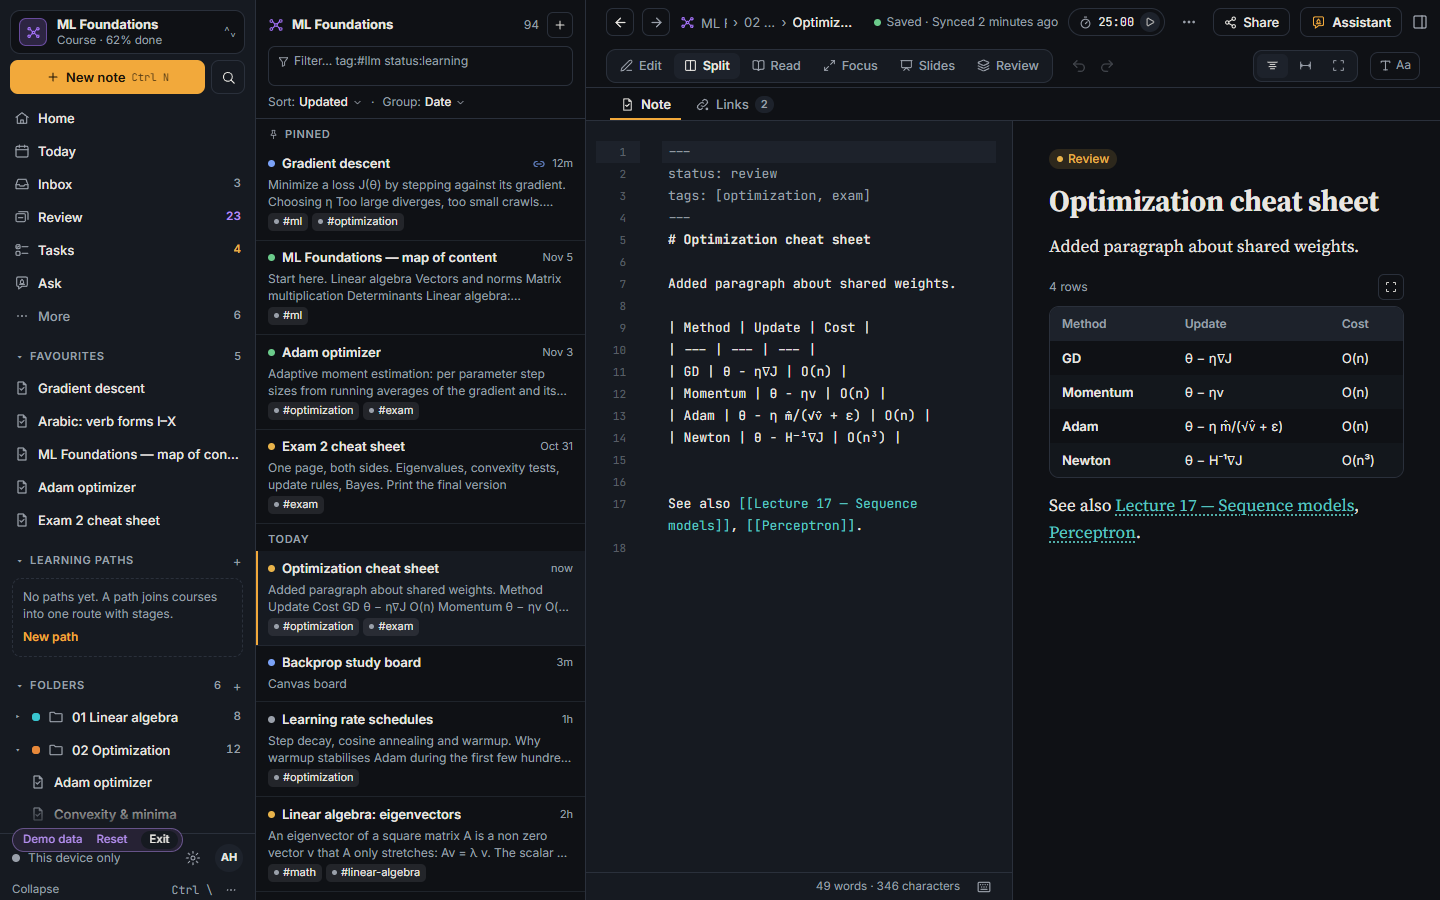 ML Foundations
Course · 62% done
New note Ctrl N
Home
Today
Inbox 3
Review 23
Tasks 4
Ask
More 6
FAVOURITES 5
Gradient descent
Arabic: verb forms I–X
ML Foundations — map of con...
Adam optimizer
Exam 2 cheat sheet
LEARNING PATHS
No paths yet. A path joins courses
into one route with stages.
New path
FOLDERS 6 +
01 Linear algebra 8
02 Optimization 12
Adam optimizer
Convexity & minima
Demo data Reset Exit
This device only AH
Collapse Ctrl \ ...
ML Foundations 94 +
Filter... tag:#llm status:learning
Sort: Updated · Group: Date
PINNED
Gradient descent 12m
Minimize a loss J(θ) by stepping against its gradient.
Choosing η Too large diverges, too small crawls....
#ml #optimization
ML Foundations — map of content Nov 5
Start here. Linear algebra Vectors and norms Matrix
multiplication Determinants Linear algebra:...
#ml
Adam optimizer Nov 3
Adaptive moment estimation: per parameter step
sizes from running averages of the gradient and its...
#optimization #exam
Exam 2 cheat sheet Oct 31
One page, both sides. Eigenvalues, convexity tests,
update rules, Bayes. Print the final version
#exam
TODAY
Optimization cheat sheet now
Added paragraph about shared weights. Method
Update Cost GD θ − η∇J O(n) Momentum θ − ηv O(...
#optimization #exam
Backprop study board 3m
Canvas board
Learning rate schedules 1h
Step decay, cosine annealing and warmup. Why
warmup stabilises Adam during the first few hundre...
#optimization
Linear algebra: eigenvectors 2h
An eigenvector of a square matrix A is a non zero
vector v that A only stretches: Av = λ v. The scalar ...
#math #linear-algebra
ML › 02 ... › Optimiz... Saved · Synced 2 minutes ago 25:00 ... Share Assistant
Edit Split Read Focus Slides Review T Aa
Note Links 2
1 ---
2 status: review
3 tags: [optimization, exam]
4 ---
5 # Optimization cheat sheet
6
7 Added paragraph about shared weights.
8
9 | Method | Update | Cost |
10 | --- | --- | --- |
11 | GD | θ − η∇J | O(n) |
12 | Momentum | θ − ηv | O(n) |
13 | Adam | θ − η m̂/(√v̂ + ε) | O(n) |
14 | Newton | θ − H⁻¹∇J | O(n³) |
15
16
17 See also [[Lecture 17 — Sequence
models]], [[Perceptron]].
18
49 words · 346 characters
Review
Optimization cheat sheet
Added paragraph about shared weights.
4 rows
Method Update Cost
GD θ − η∇J O(n)
Momentum θ − ηv O(n)
Adam θ − η m̂/(√v̂ + ε) O(n)
Newton θ − H⁻¹∇J O(n³)
See also Lecture 17 — Sequence models,
Perceptron.